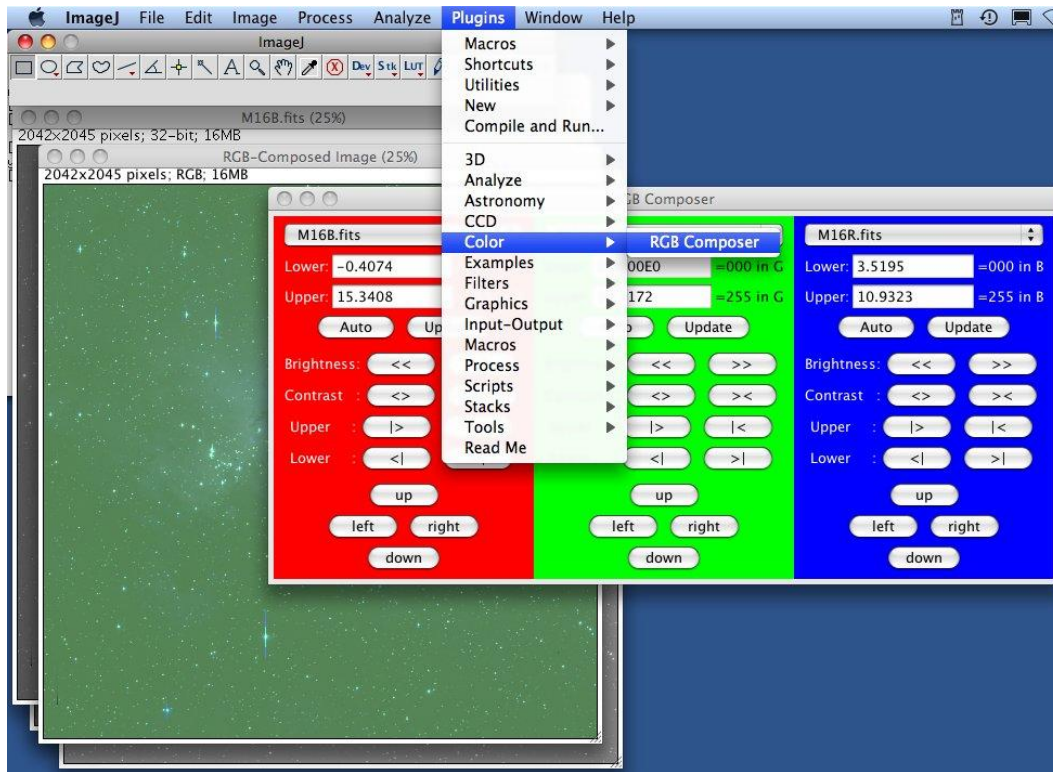 ImageJ File Edit Image Process Analyze Plugins Window Help
ImageJ
A Dev Stk LUT
M16B.fits (25%)
2042x2045 pixels; 32-bit; 16MB
RGB-Composed Image (25%)
2042x2045 pixels; RGB; 16MB
Macros
Shortcuts
Utilities
New
Compile and Run...
3D
Analyze
Astronomy
CCD
Color
RGB Composer
Examples
Filters
Graphics
Input-Output
Macros
Process
Scripts
Stacks
Tools
Read Me
GB Composer
M16B.fits
Lower: -0.4074
Upper: 15.3408
Auto Up
Brightness: <<
Contrast : <>
Upper : |>
Lower : <|
up
left right
down
00E0 =000 in G
172 =255 in G
Update
<< >>
<> ><
|> |<
<| >|
up
left right
down
M16R.fits
Lower: 3.5195 =000 in B
Upper: 10.9323 =255 in B
Auto Update
Brightness: << >>
Contrast : <> ><
Upper : |> |<
Lower : <| >|
up
left right
down